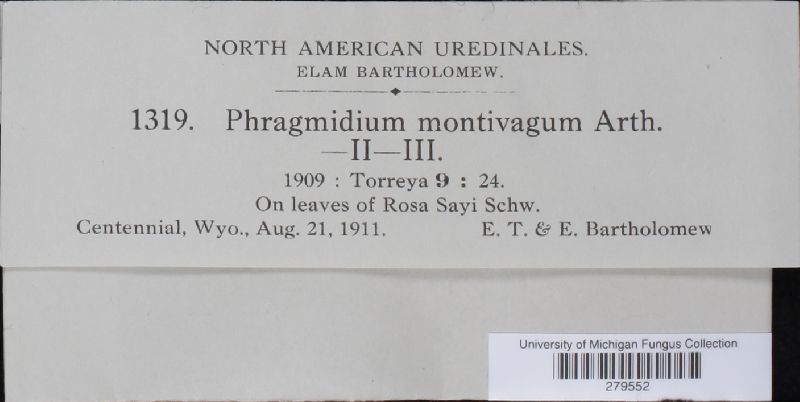 NORTH AMERICAN UREDINALES.
ELAM BARTHOLOMEW.
1319. Phragmidium montivagum Arth.
—II—III.
1909 : Torreya 9 : 24.
On leaves of Rosa Sayi Schw.
Centennial, Wyo., Aug. 21, 1911. E. T. & E. Bartholomew
University of Michigan Fungus Collection
279552